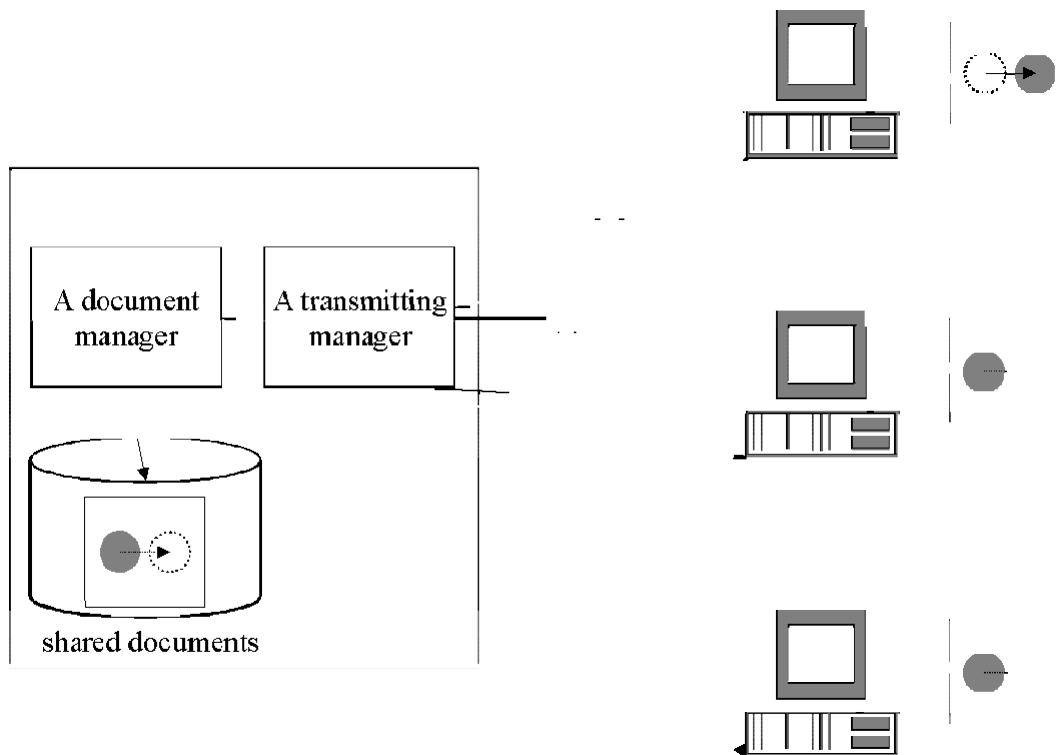 A document
manager
A transmitting
manager
shared documents